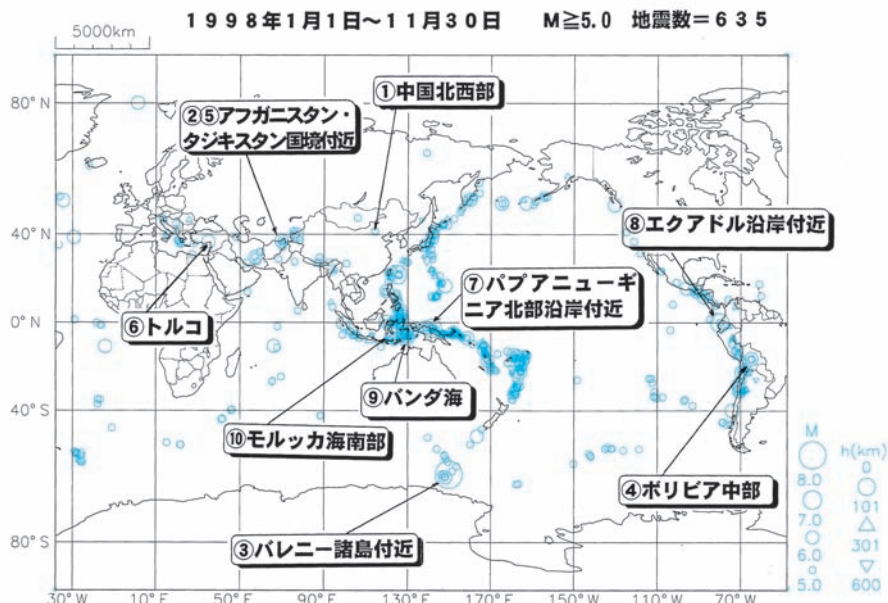 1998年1月1日～11月30日 M≧5.0 地震数＝635
5000km
80°N
40°N
0°N
40°S
80°S
①中国北西部
②⑤アフガニスタン・
タジキスタン国境付近
⑧エクアドル沿岸付近
⑦パプアニューギ
ニア北部沿岸付近
⑥トルコ
⑨バンダ海
⑩モルッカ海南部
④ボリビア中部
③バレニー諸島付近
M
8.0
7.0
6.0
5.0
h(km)
0
101
301
600
30°W 10°E 50°E 90°E 130°E 170°E 150°W 110°W 70°W